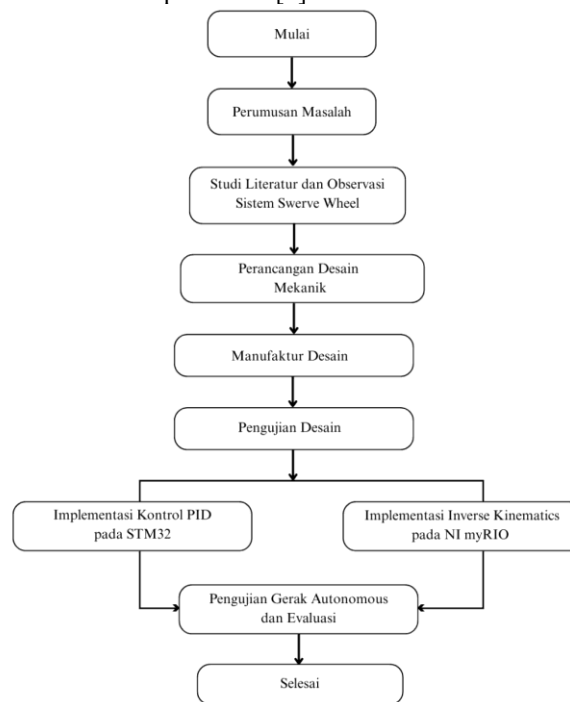 Mulai
Perumusan Masalah
Studi Literatur dan Observasi
Sistem Swerve Wheel
Perancangan Desain
Mekanik
Manufaktur Desain
Pengujian Desain
Implementasi Kontrol PID
pada STM32
Implementasi Inverse Kinematics
pada NI myRIO
Pengujian Gerak Autonomous
dan Evaluasi
Selesai